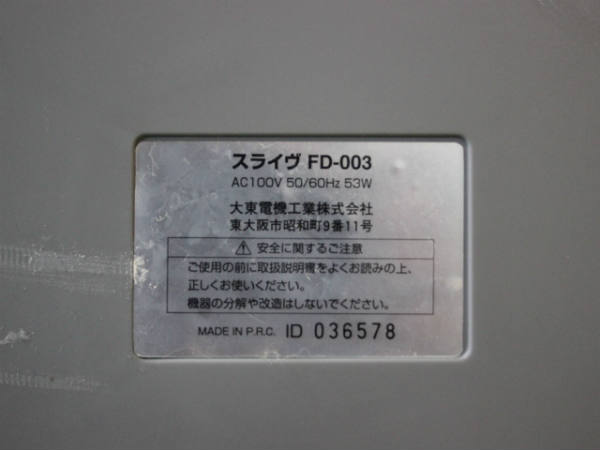 スライヴ FD-003
AC100V 50/60Hz 53W
大東電機工業株式会社
東大阪市昭和町9番11号
⚠ 安全に関するご注意
ご使用の前に取扱説明書をよくお読みの上、
正しくお使いください。
機器の分解や改造はしないでください。
MADE IN P.R.C. ID 036578